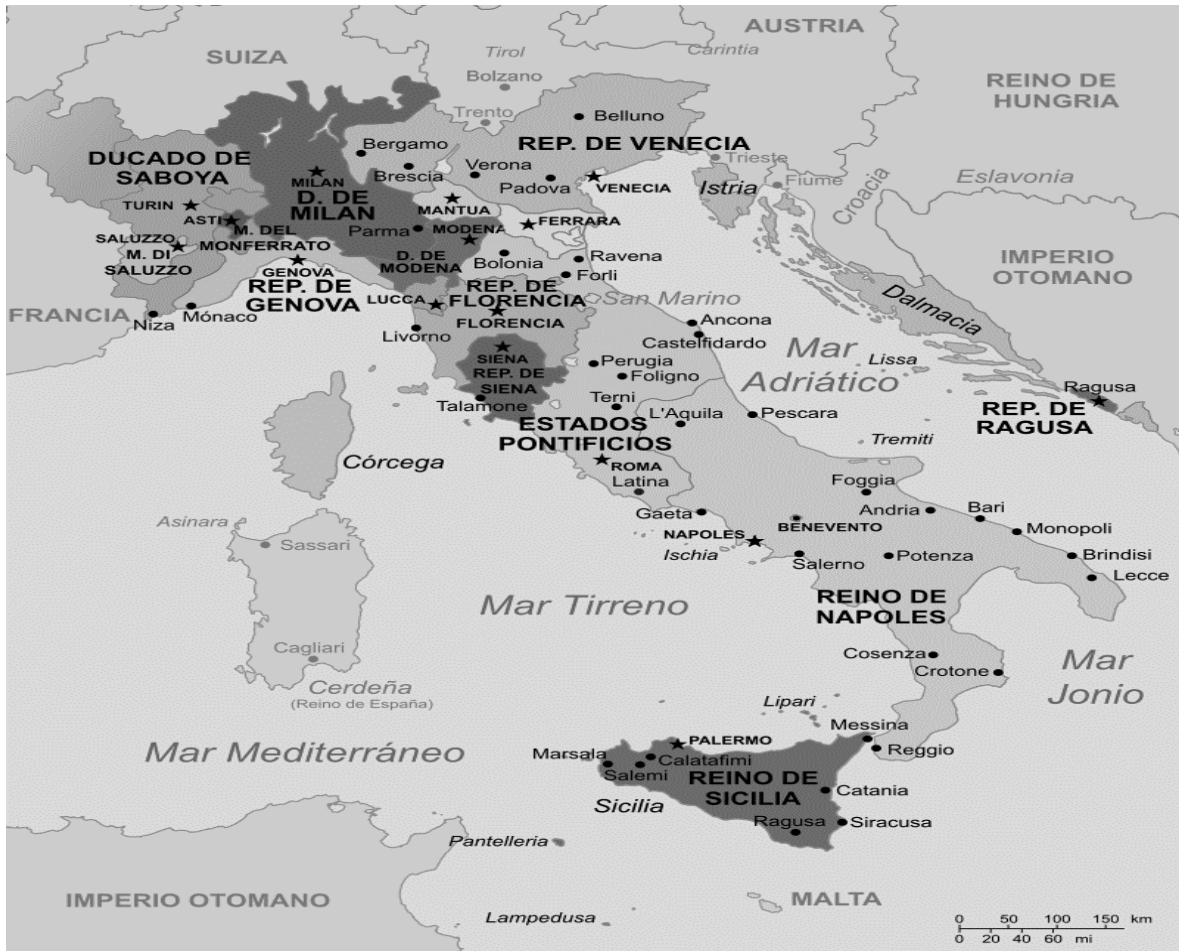 AUSTRIA
SUIZA
Tirol
Carintia
Bolzano
REINO DE
HUNGRIA
Trento
Belluno
REP. DE VENECIA
Bergamo
DUCADO DE
SABOYA
Trieste
Verona
Brescia
MILAN
Padova
VENECIA
Istria
Fiume
Croacia
Eslavonia
D. DE
MILAN
TURIN
MANTUA
ASTI
FERRARA
M. DEL
MONFERRATO
Parma
MODENA
SALUZZO
M. DI
SALUZZO
D. DE
MODENA
Bolonia
Ravena
IMPERIO
OTOMANO
GENOVA
REP. DE
GENOVA
Forli
REP. DE
FLORENCIA
LUCCA
San Marino
Dalmacia
FRANCIA
Niza
Mónaco
FLORENCIA
Livorno
Ancona
Castelfidardo
Mar
Adriático
SIENA
REP. DE
SIENA
Perugia
Foligno
Lissa
Ragusa
Talamone
Terni
L'Aquila
Pescara
REP. DE
RAGUSA
ESTADOS
PONTIFICIOS
Tremiti
Córcega
ROMA
Latina
Foggia
Gaeta
Andria
Bari
Asinara
BENEVENTO
Monopoli
Sassari
NAPOLES
Ischia
Salerno
Potenza
Brindisi
Lecce
Mar Tirreno
REINO DE
NAPOLES
Cagliari
Cosenza
Crotone
Mar
Jonio
Cerdeña
(Reino de España)
Lipari
Messina
Mar Mediterráneo
PALERMO
Reggio
Marsala
Calatafimi
Salemi
REINO DE
SICILIA
Catania
Sicilia
Ragusa
Siracusa
Pantelleria
IMPERIO OTOMANO
MALTA
Lampedusa
0 50 100 150 km
0 20 40 60 mi